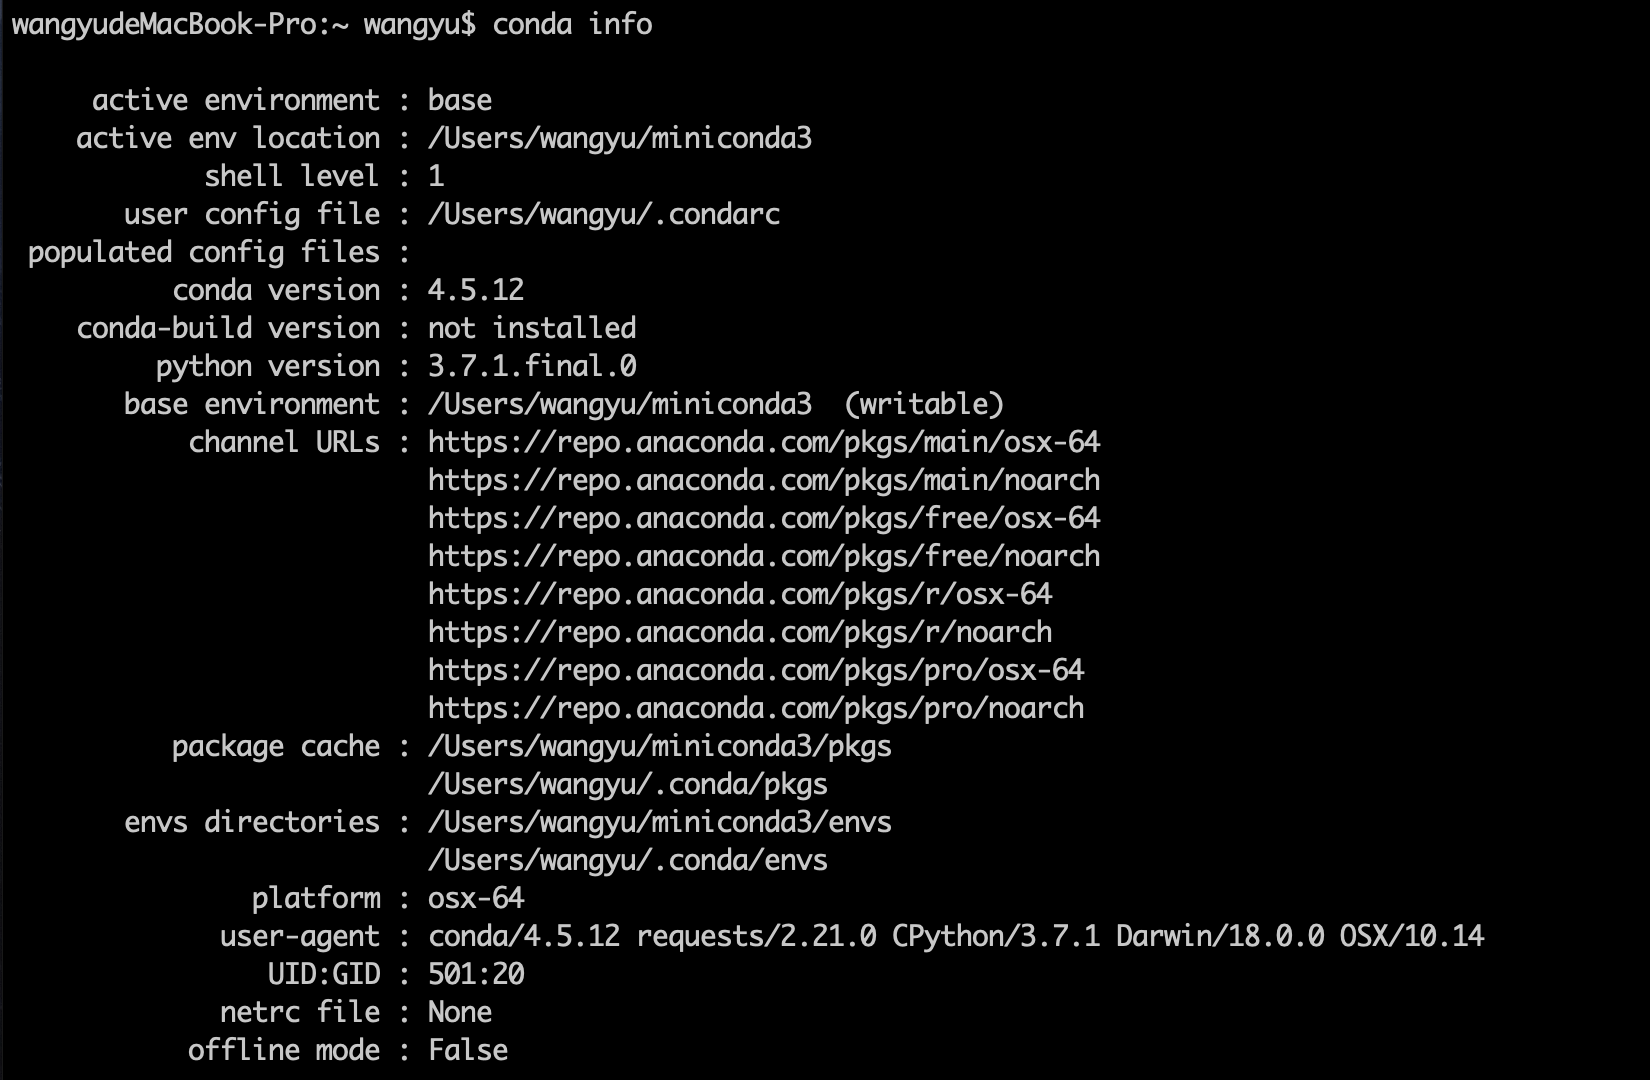 wangyudeMacBook-Pro:~ wangyu$ conda info
active environment : base
active env location : /Users/wangyu/miniconda3
shell level : 1
user config file : /Users/wangyu/.condarc
populated config files :
conda version : 4.5.12
conda-build version : not installed
python version : 3.7.1.final.0
base environment : /Users/wangyu/miniconda3  (writable)
channel URLs : https://repo.anaconda.com/pkgs/main/osx-64
https://repo.anaconda.com/pkgs/main/noarch
https://repo.anaconda.com/pkgs/free/osx-64
https://repo.anaconda.com/pkgs/free/noarch
https://repo.anaconda.com/pkgs/r/osx-64
https://repo.anaconda.com/pkgs/r/noarch
https://repo.anaconda.com/pkgs/pro/osx-64
https://repo.anaconda.com/pkgs/pro/noarch
package cache : /Users/wangyu/miniconda3/pkgs
/Users/wangyu/.conda/pkgs
envs directories : /Users/wangyu/miniconda3/envs
/Users/wangyu/.conda/envs
platform : osx-64
user-agent : conda/4.5.12 requests/2.21.0 CPython/3.7.1 Darwin/18.0.0 OSX/10.14
UID:GID : 501:20
netrc file : None
offline mode : False